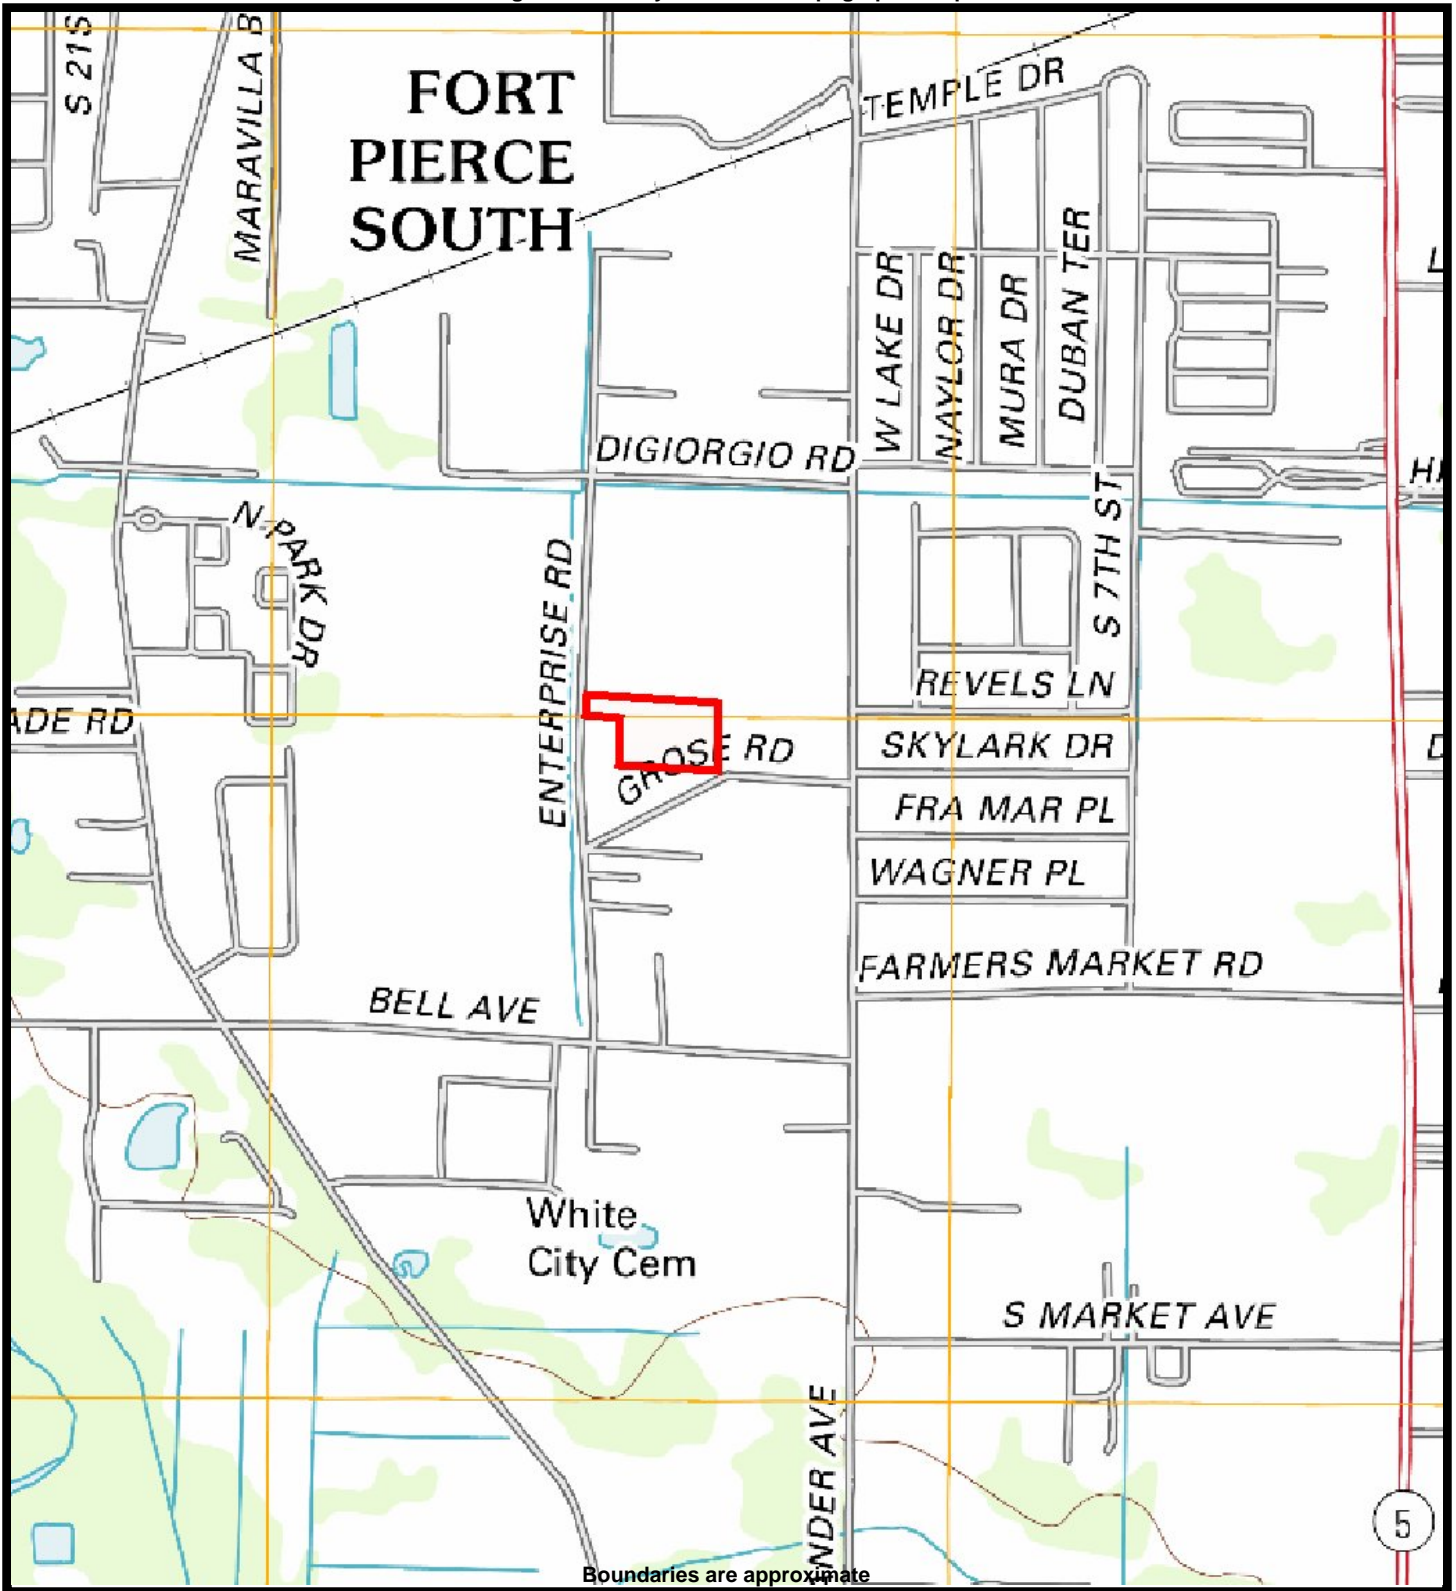 S 21S
MARAVILLA B
FORT
PIERCE
SOUTH
TEMPLE DR
W LAKE DR
NAYLOR DR
MURA DR
DUBAN TER
L
DIGIORGIO RD
HI
N PARK DR
ENTERPRISE RD
S 7TH ST
REVELS LN
ADE RD
GROSE RD
SKYLARK DR
D
FRA MAR PL
WAGNER PL
FARMERS MARKET RD
BELL AVE
White
City Cem
S MARKET AVE
NDER AVE
5
Boundaries are approximate